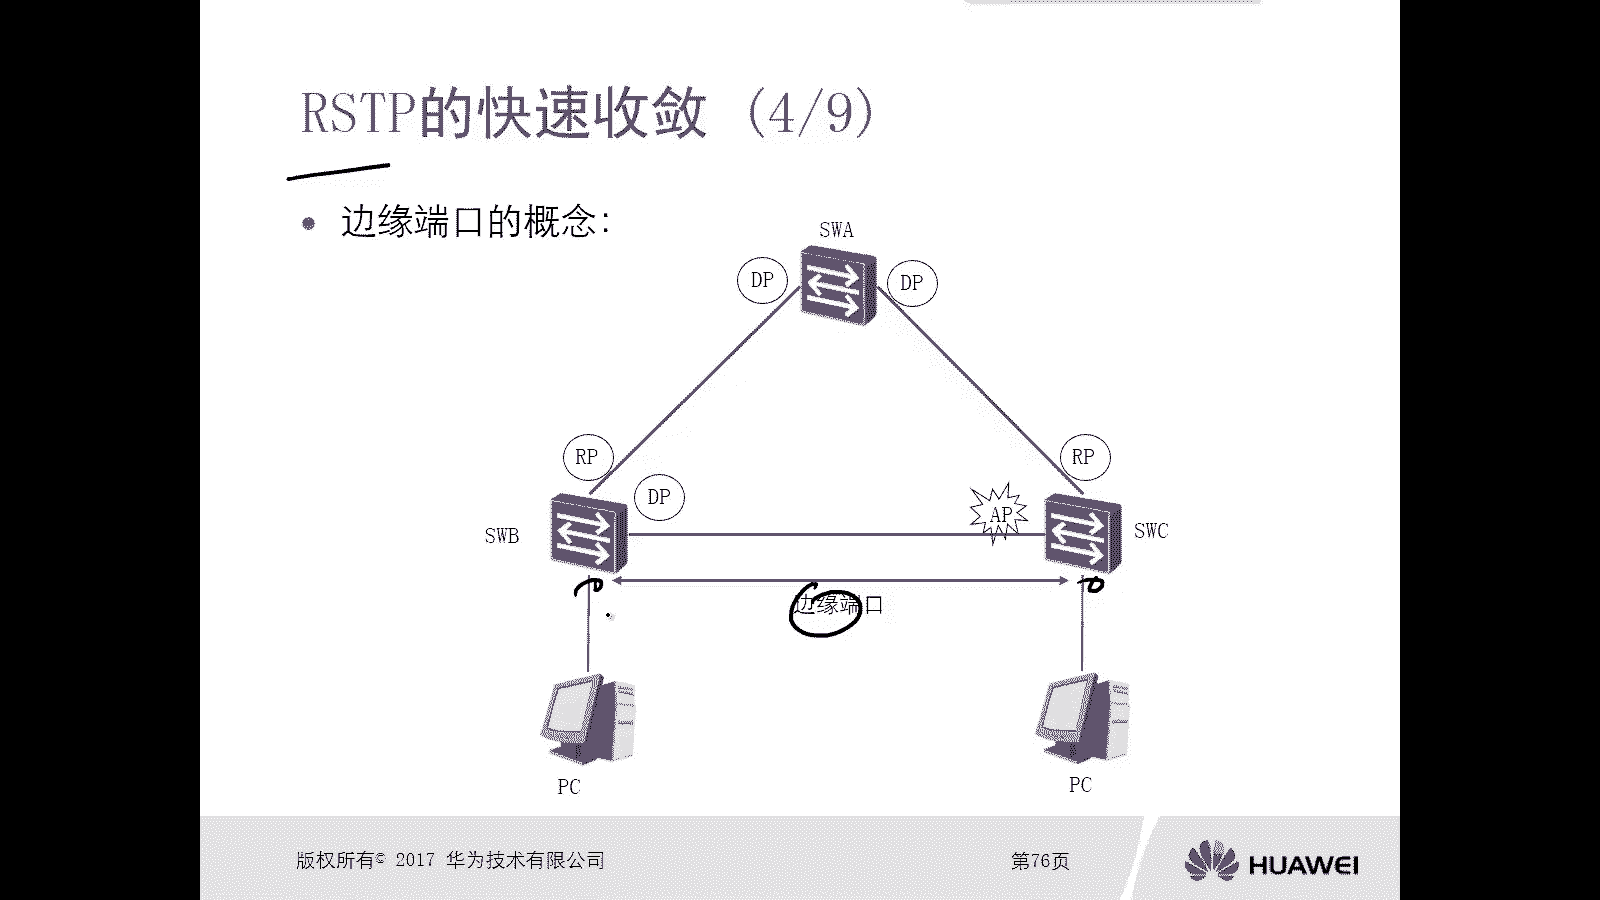 RSTP的快速收敛 (4/9)
边缘端口的概念:
SWA
DP
DP
RP
RP
DP
AP
SWB
SWC
边缘端口
PC
PC
版权所有© 2017 华为技术有限公司
第76页
HUAWEI